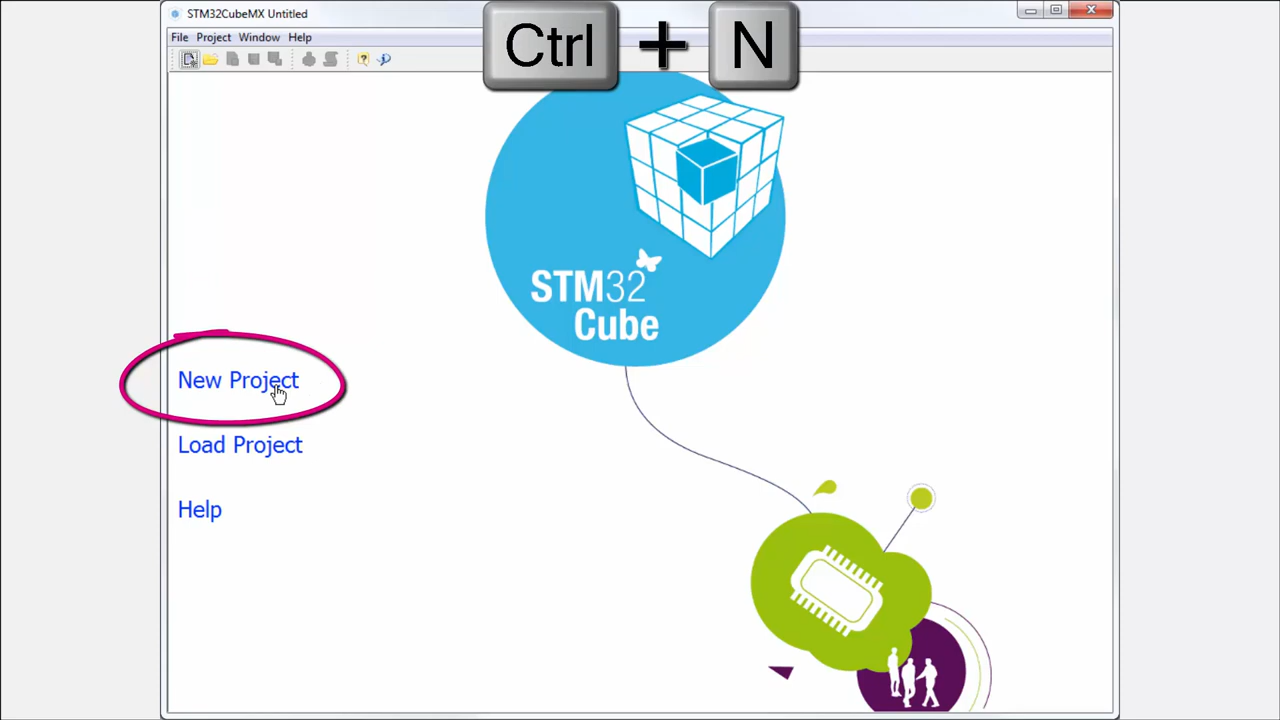 STM32CubeMX Untitled
File Project Window Help
Ctrl + N
STM32
Cube
New Project
Load Project
Help